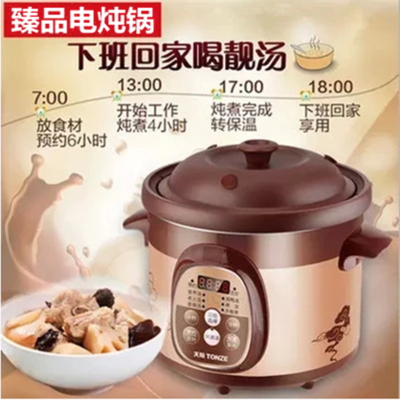 臻品电炖锅
下班回家喝靓汤
7:00 13:00 17:00 18:00
放食材 开始工作 炖煮完成 下班回家
预约6小时 炖煮4小时 转保温 享用
天际 TONZE